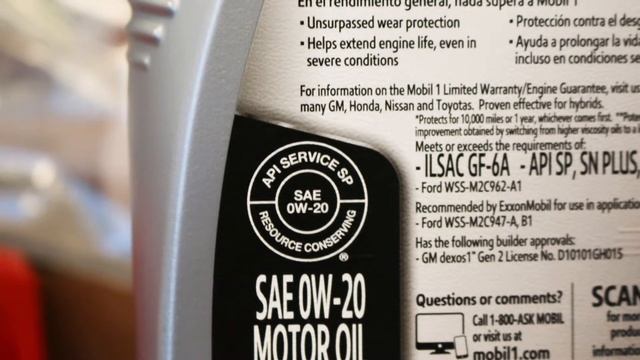 En el rendimiento general, nada supera a Mobil 1
• Unsurpassed wear protection
• Helps extend engine life, even in
severe conditions
• Protección contra el
• Ayuda a prolongar la
incluso en condiciones
For information on the Mobil 1 Limited Warranty/Engine Guarantee, visit us
many GM, Honda, Nissan and Toyotas. Proven effective for hybrids.
*Protects for 10,000 miles or 1 year, whichever comes first.
improvement obtained by switching from higher viscosity oils to a
Meets or exceeds the requirements of:
- ILSAC GF-6A - API SP, SN PLUS,
- Ford WSS-M2C962-A1
Recommended by ExxonMobil for use in
- Ford WSS-M2C947-A, B1
Has the following builder approvals:
- GM dexos1™ Gen 2 License No. D10101GH015
Questions or comments?
Call 1-800-ASK MOBIL
or visit us at
mobil1.com
SCAN
for
product
information
API SERVICE SP
SAE
0W-20
RESOURCE CONSERVING
®
SAE 0W-20
MOTOR OIL